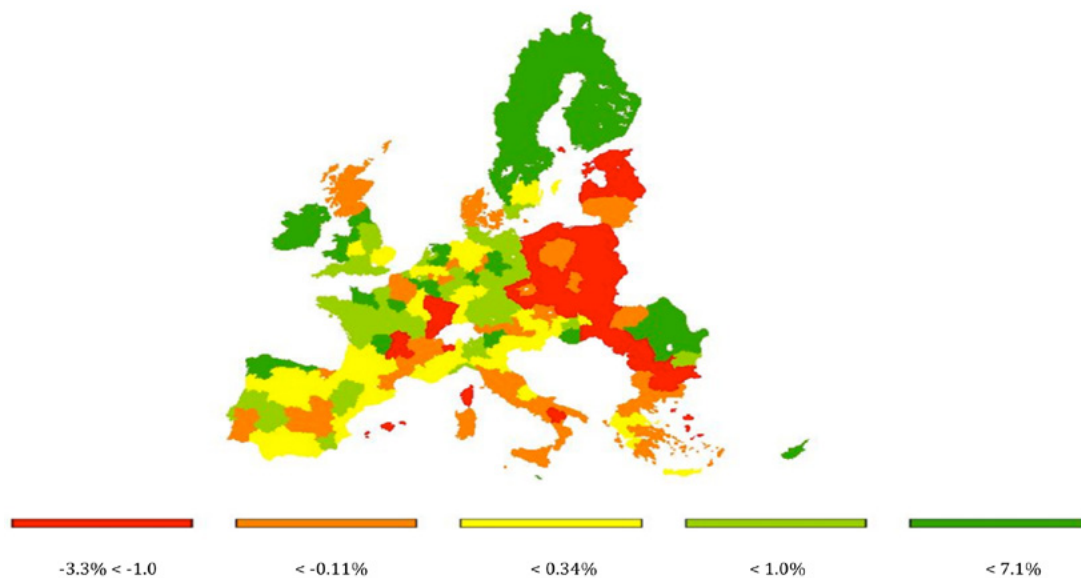 -3.3% < -1.0
< -0.11%
< 0.34%
< 1.0%
< 7.1%